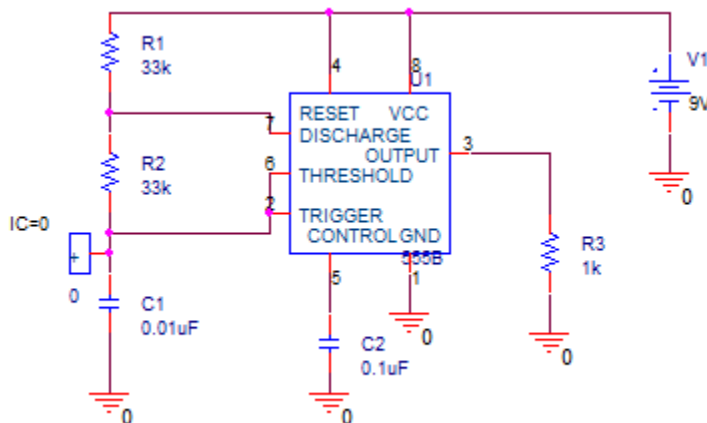 R1
33k
4
8
U1
V1
9V
RESET
VCC
7
DISCHARGE
OUTPUT
3
R2
33k
6
THRESHOLD
0
2
TRIGGER
IC=0
CONTROL
GND
555B
R3
1k
+
0
5
1
C1
0.01uF
0
C2
0.1uF
0
0
0